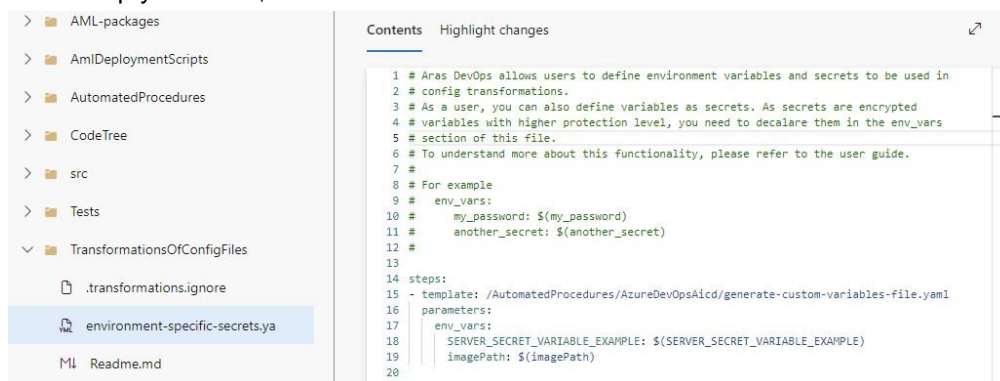 AML-packages
AmlDeploymentScripts
AutomatedProcedures
CodeTree
src
Tests
TransformationsOfConfigFiles
.transformations.ignore
environment-specific-secrets.ya
Readme.md
Contents Highlight changes
1 # Aras DevOps allows users to define environment variables and secrets to be used in
2 # config transformations.
3 # As a user, you can also define variables as secrets. As secrets are encrypted
4 # variables with higher protection level, you need to decalare them in the env_vars
5 # section of this file.
6 # To understand more about this functionality, please refer to the user guide.
7 #
8 # For example
9 #   env_vars:
10 #     my_password: $(my_password)
11 #     another_secret: $(another_secret)
12 #
13
14 steps:
15 - template: /AutomatedProcedures/AzureDevOpsAicd/generate-custom-variables-file.yaml
16   parameters:
17     env_vars:
18       SERVER_SECRET_VARIABLE_EXAMPLE: $(SERVER_SECRET_VARIABLE_EXAMPLE)
19       imagePath: $(imagePath)
20